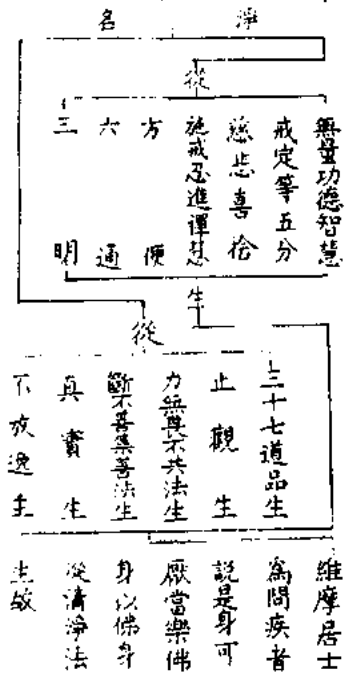 淨名
從
無量功德智慧
戒定等五分
慈悲喜捨
施戒忍進禪慧
方便
六通
三明
生
從
三十七道品生
止觀生
力無畏不共法生
斷不善集善法生
真實生
不放逸生
維摩居士
為問疾者
說是身可
厭當樂佛
身以佛身
從清淨法
生故